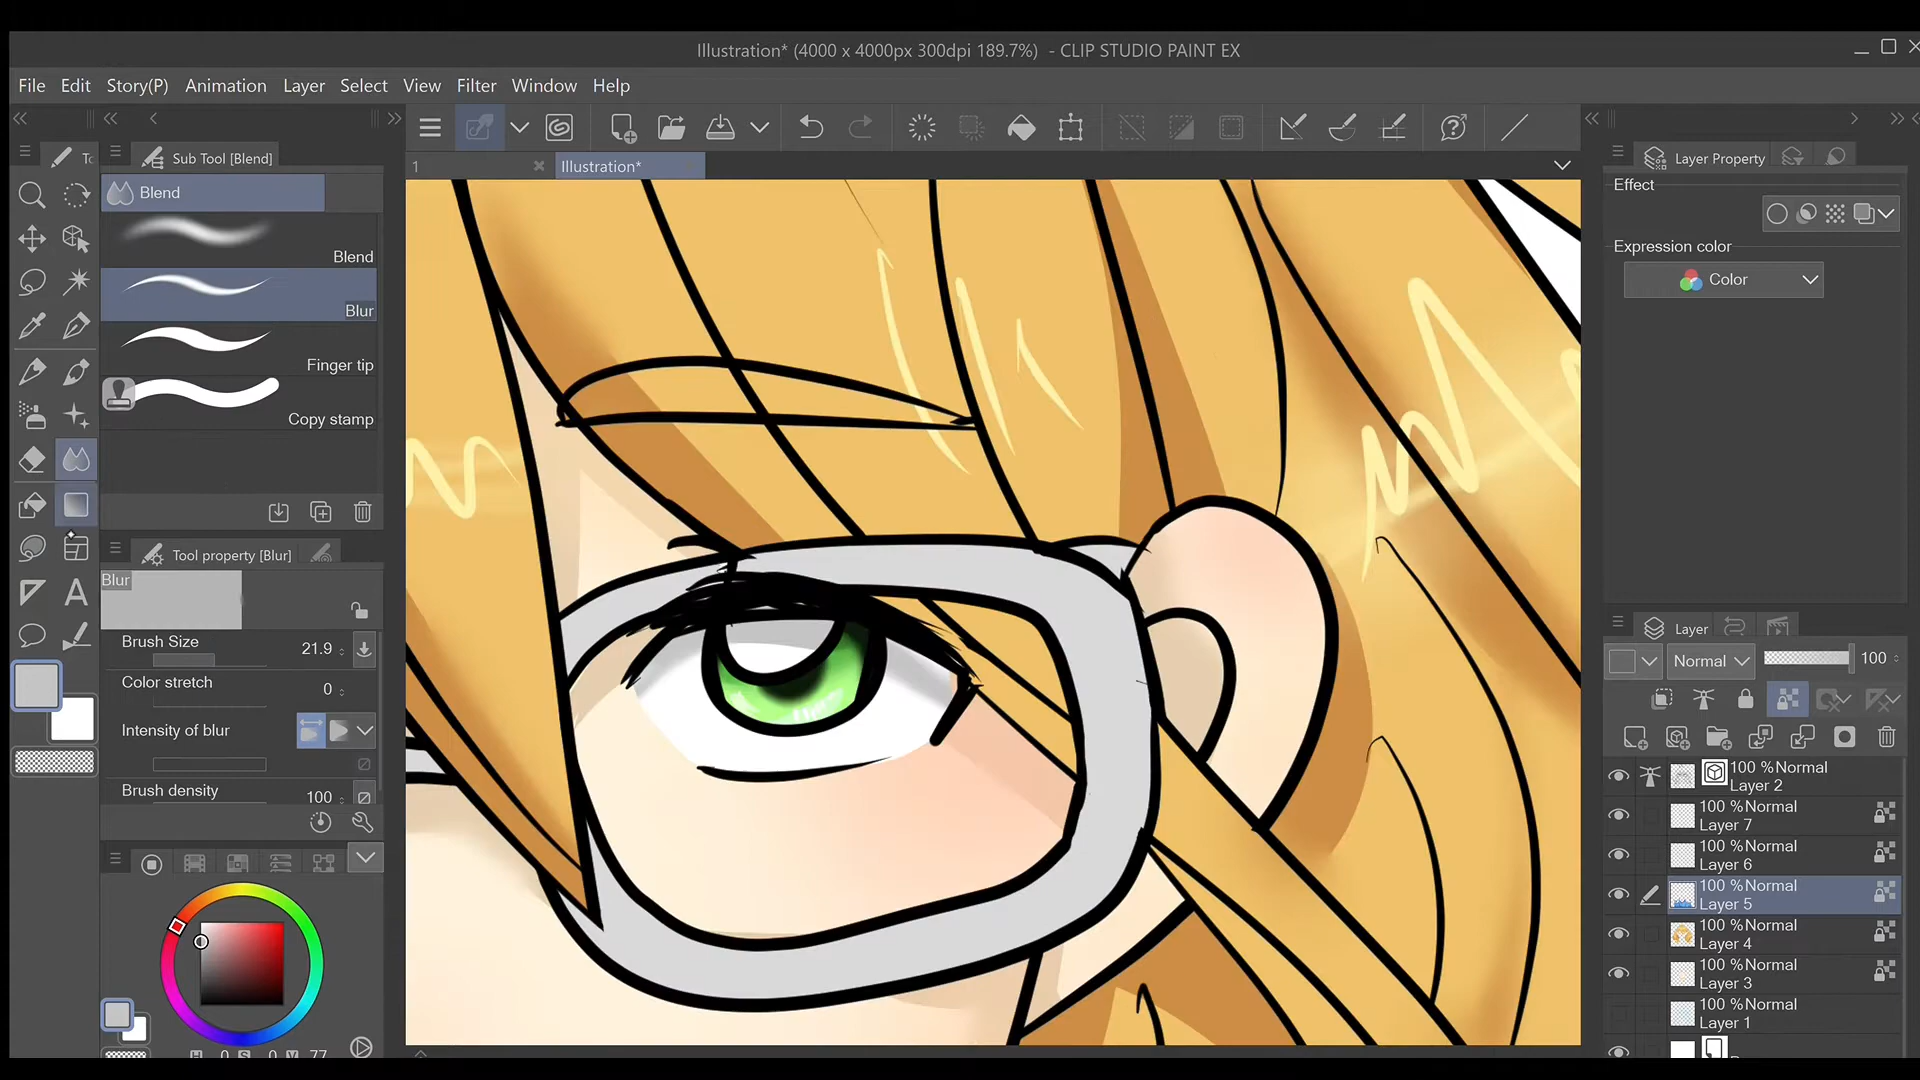 Illustration* (4000 x 4000px 300dpi 189.7%) - CLIP STUDIO PAINT EX
File Edit Story(P) Animation Layer Select View Filter Window Help
Sub Tool [Blend]
1
Illustration*
Blend
Blend
Blur
Finger tip
Copy stamp
Tool property [Blur]
Blur
Brush Size 21.9
Color stretch 0
Intensity of blur
Brush density 100
H 0 S 0 V 77
A
Layer Property
Effect
Expression color
Color
Layer
Normal 100
100 %Normal
Layer 2
100 %Normal
Layer 7
100 %Normal
Layer 6
100 %Normal
Layer 5
100 %Normal
Layer 4
100 %Normal
Layer 3
100 %Normal
Layer 1